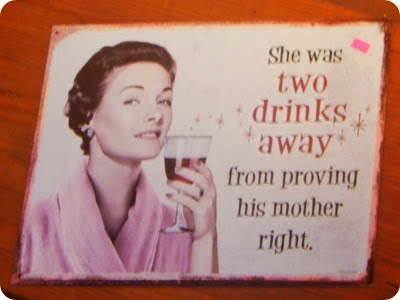 She was
two
drinks
away
from proving
his mother
right.